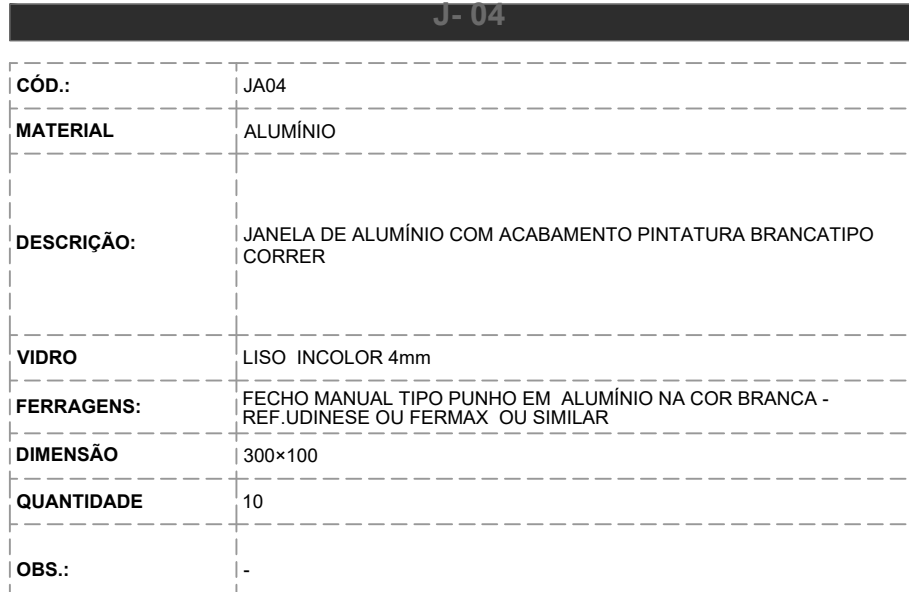 J- 04
CÓD.: JA04
MATERIAL ALUMÍNIO
DESCRIÇÃO: JANELA DE ALUMÍNIO COM ACABAMENTO PINTATURA BRANCATIPO
CORRER
VIDRO LISO INCOLOR 4mm
FERRAGENS: FECHO MANUAL TIPO PUNHO EM ALUMÍNIO NA COR BRANCA -
REF.UDINESE OU FERMAX OU SIMILAR
DIMENSÃO 300×100
QUANTIDADE 10
OBS.: -